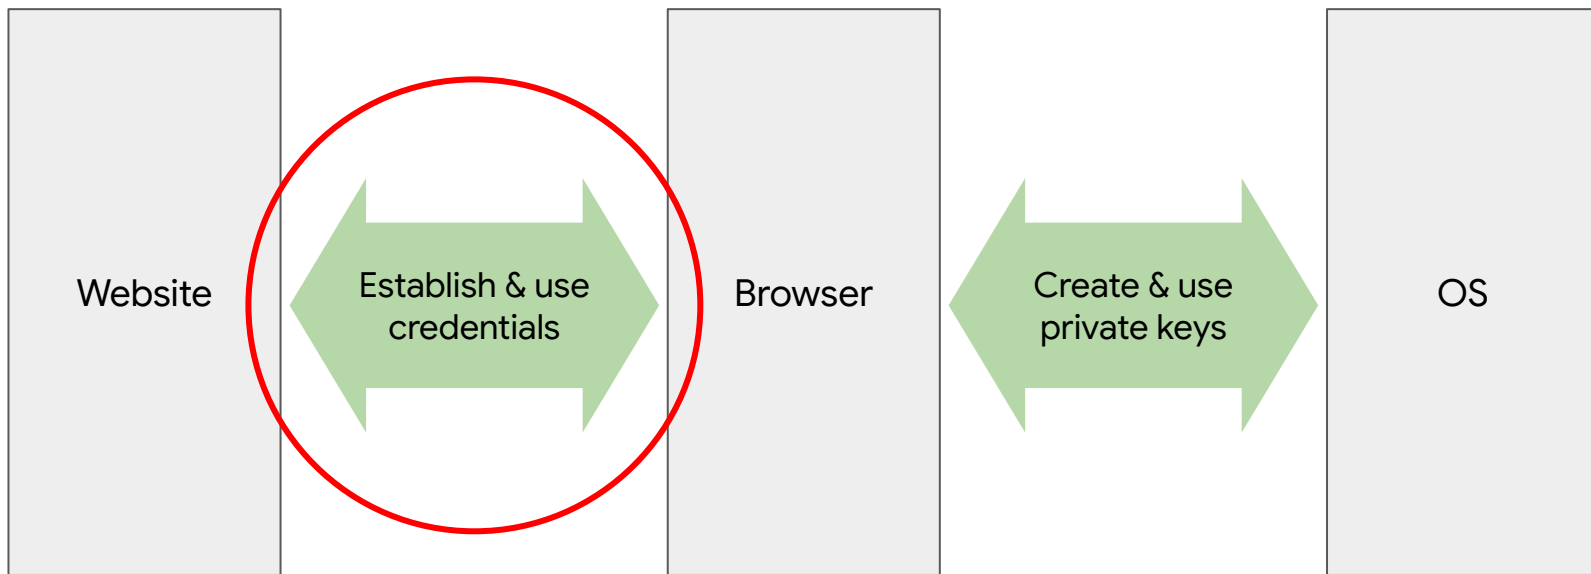 Website
Establish & use
credentials
Browser
Create & use
private keys
OS